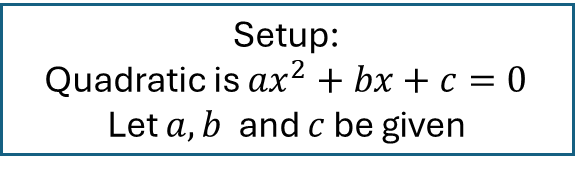 Setup:
Quadratic is 𝑎𝑥² + 𝑏𝑥 + 𝑐 = 0
Let 𝑎, 𝑏 and 𝑐 be given